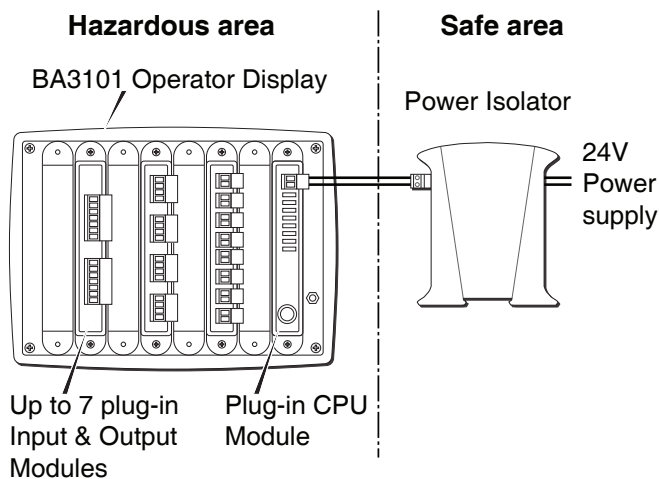 Hazardous area
Safe area
BA3101 Operator Display
Power Isolator
24V
Power
supply
Up to 7 plug-in
Input & Output
Modules
Plug-in CPU
Module